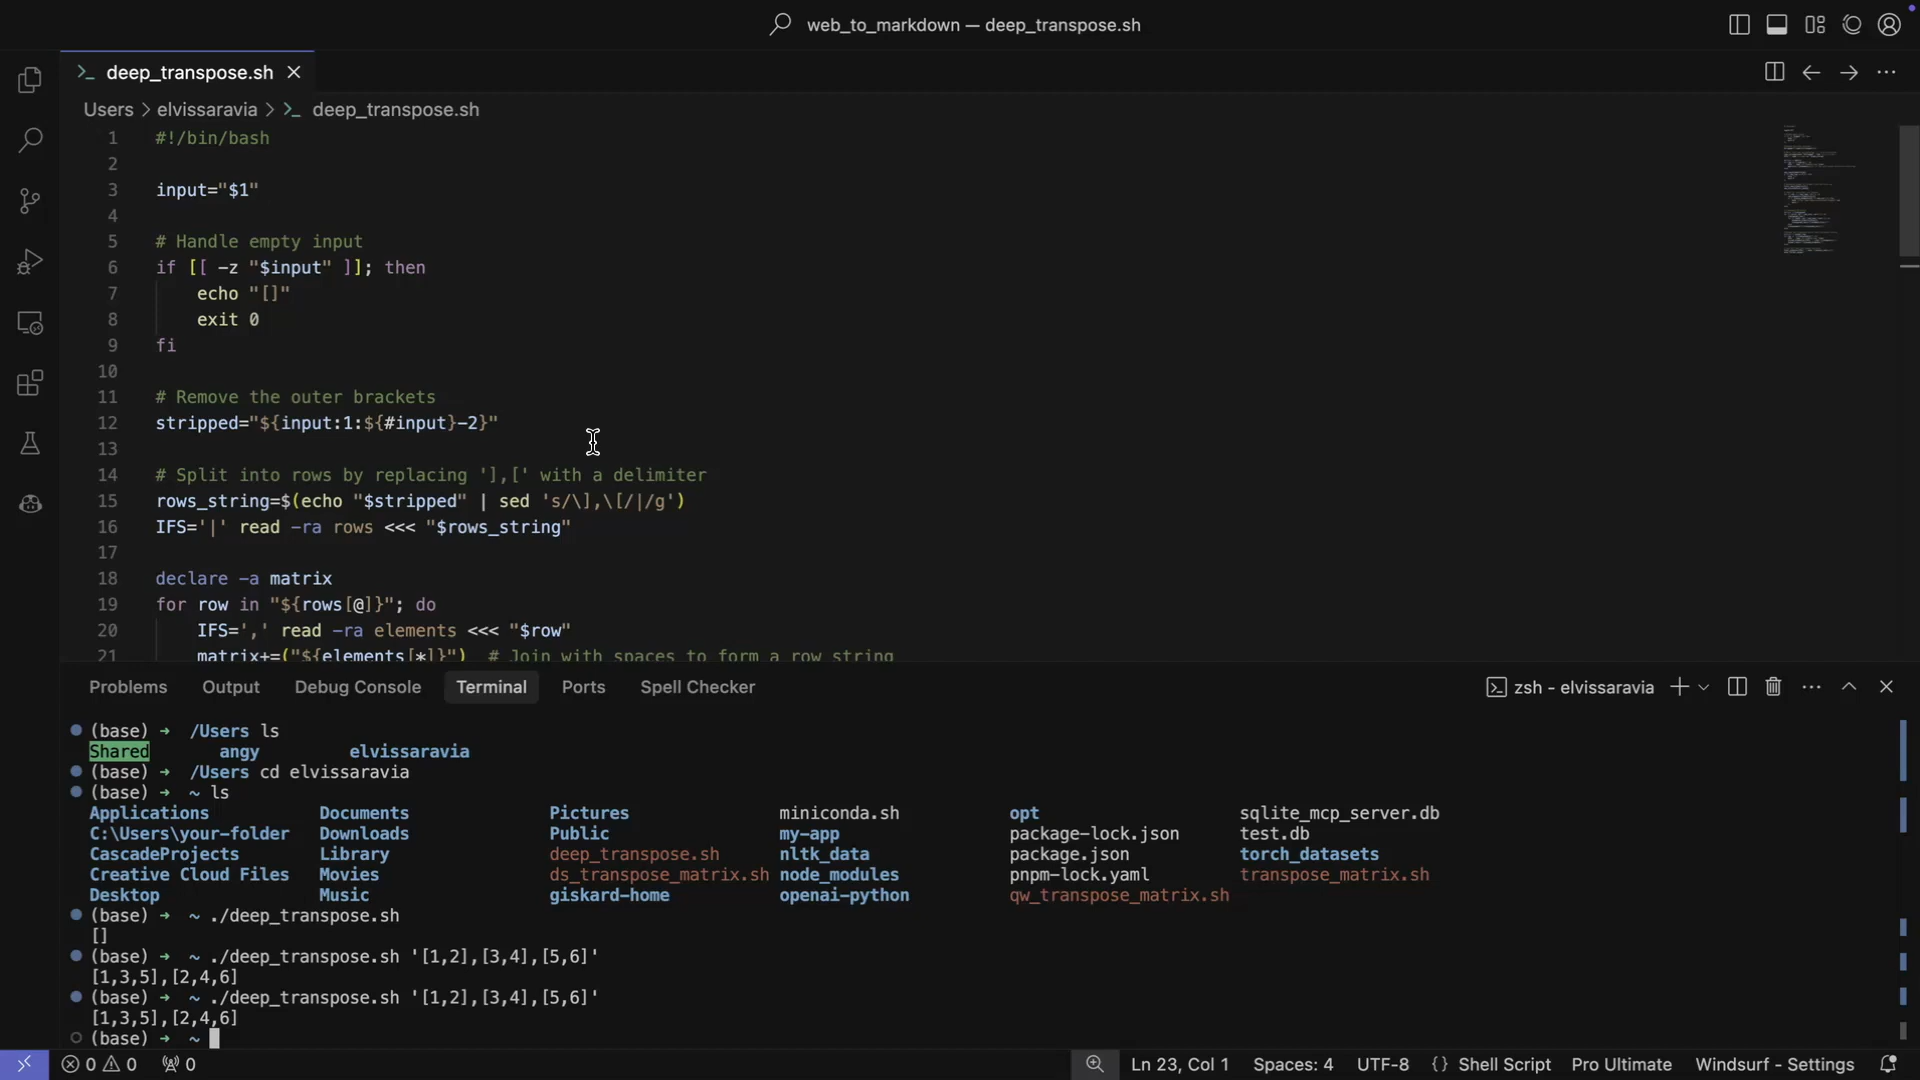 web_to_markdown — deep_transpose.sh
deep_transpose.sh
Users > elvissaravia > deep_transpose.sh
1 #!/bin/bash
2
3 input="$1"
4
5 # Handle empty input
6 if [[ -z "$input" ]]; then
7 echo "[]"
8 exit 0
9 fi
10
11 # Remove the outer brackets
12 stripped="${input:1:${#input}-2}"
13
14 # Split into rows by replacing '],[' with a delimiter
15 rows_string=$(echo "$stripped" | sed 's/\],\[/|/g')
16 IFS='|' read -ra rows <<< "$rows_string"
17
18 declare -a matrix
19 for row in "${rows[@]}"; do
20 IFS=',' read -ra elements <<< "$row"
21 matrix+=("${elements[*]}") # Join with spaces to form a row string
Problems Output Debug Console Terminal Ports Spell Checker zsh - elvissaravia
(base) → /Users ls
Shared angy elvissaravia
(base) → /Users cd elvissaravia
(base) → ~ ls
Applications Documents Pictures miniconda.sh opt sqlite_mcp_server.db
C:\Users\your-folder Downloads Public my-app package-lock.json test.db
CascadeProjects Library deep_transpose.sh nltk_data package.json torch_datasets
Creative Cloud Files Movies ds_transpose_matrix.sh node_modules pnpm-lock.yaml transpose_matrix.sh
Desktop Music giskard-home openai-python qw_transpose_matrix.sh
(base) → ~ ./deep_transpose.sh
[]
(base) → ~ ./deep_transpose.sh '[1,2],[3,4],[5,6]'
[1,3,5],[2,4,6]
(base) → ~ ./deep_transpose.sh '[1,2],[3,4],[5,6]'
[1,3,5],[2,4,6]
(base) → ~
0 0 0 Ln 23, Col 1 Spaces: 4 UTF-8 {} Shell Script Pro Ultimate Windsurf - Settings